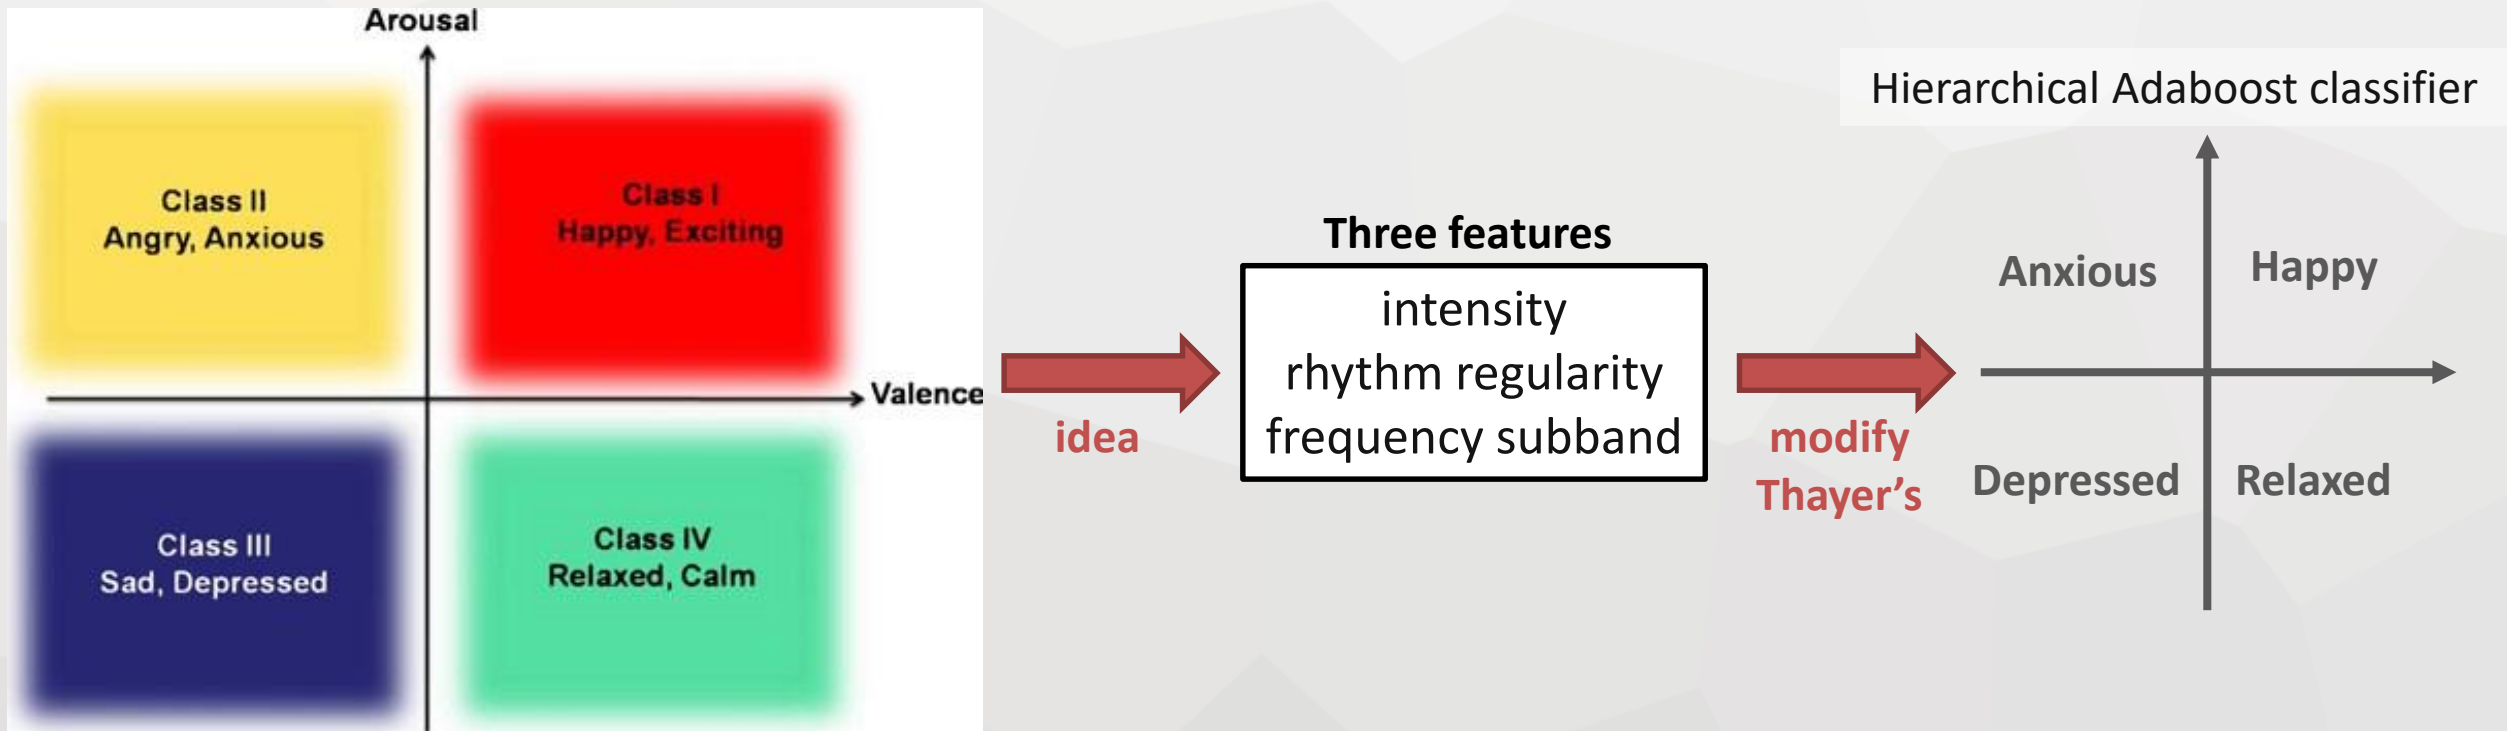 Arousal
Class II
Angry, Anxious
Class I
Happy, Exciting
Valence
Class III
Sad, Depressed
Class IV
Relaxed, Calm
idea
Three features
intensity
rhythm regularity
frequency subband
modify
Thayer’s
Hierarchical Adaboost classifier
Anxious
Happy
Depressed
Relaxed